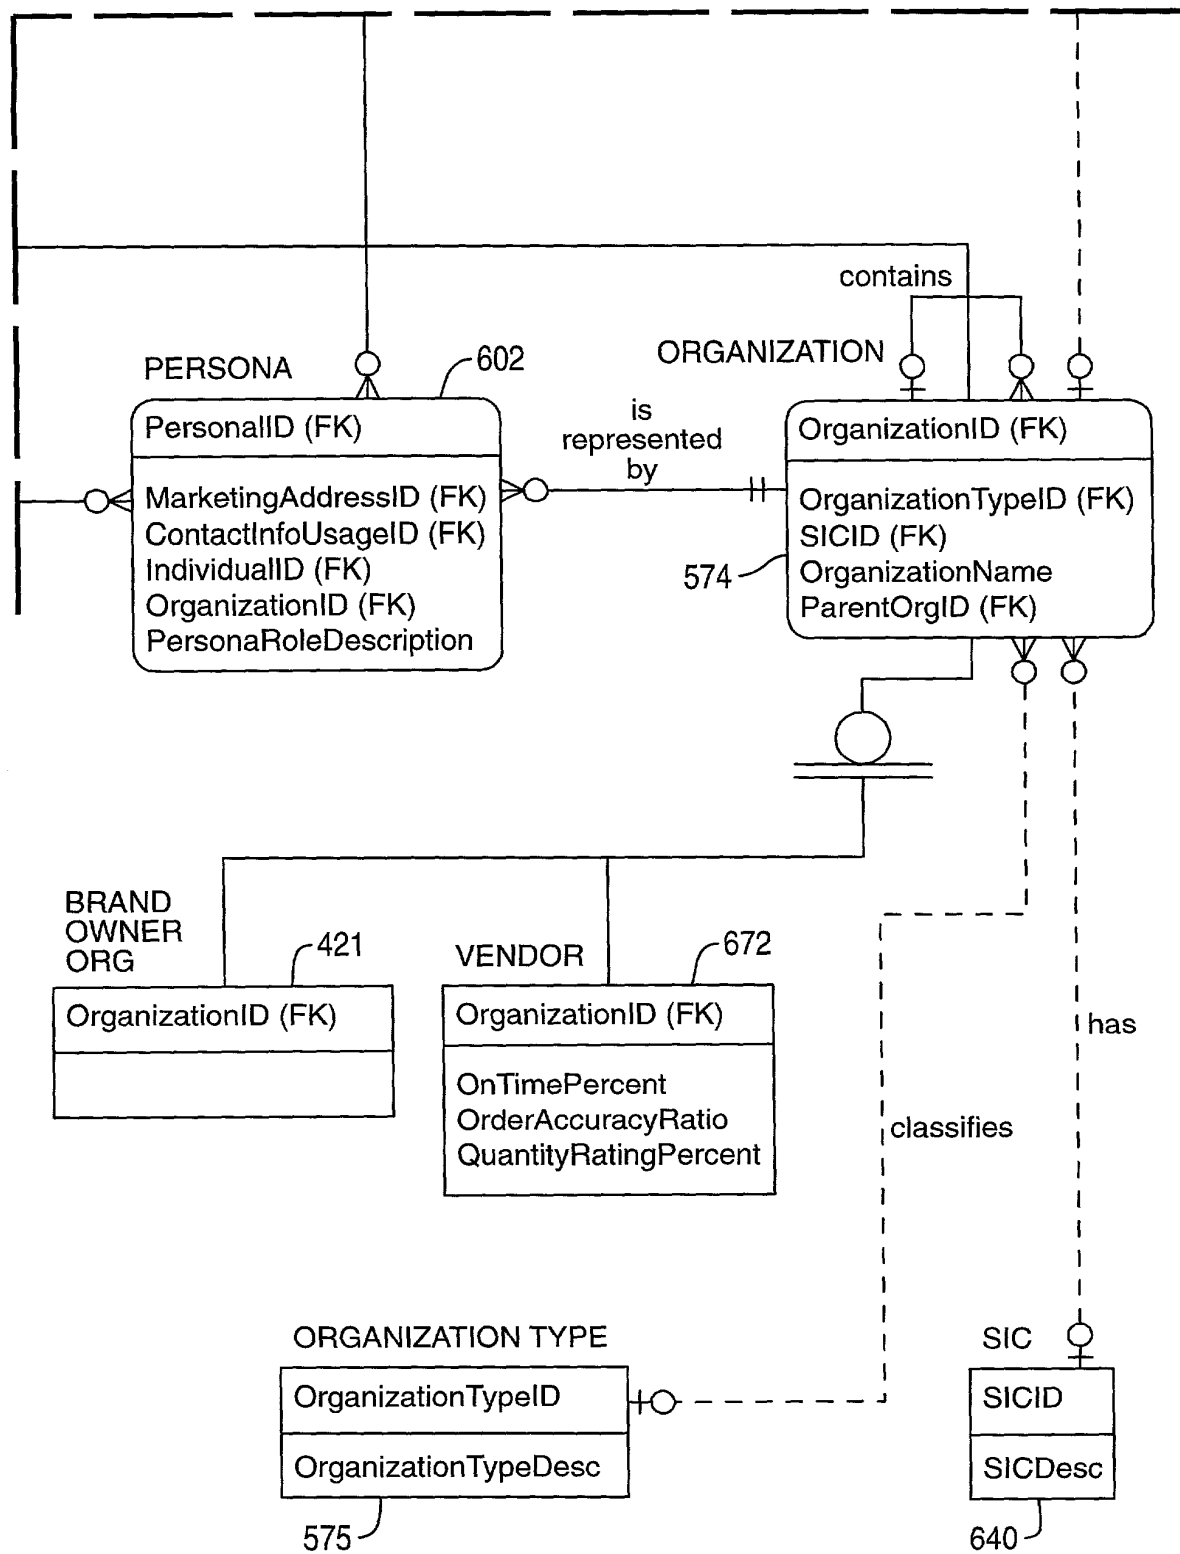 contains
PERSONA
602
ORGANIZATION
PersonalID (FK)
MarketingAddressID (FK)
ContactInfoUsageID (FK)
IndividualID (FK)
OrganizationID (FK)
PersonaRoleDescription
is
represented
by
OrganizationID (FK)
OrganizationTypeID (FK)
SICID (FK)
OrganizationName
ParentOrgID (FK)
574
BRAND
OWNER
ORG
421
OrganizationID (FK)
VENDOR
672
OrganizationID (FK)
OnTimePercent
OrderAccuracyRatio
QuantityRatingPercent
has
classifies
ORGANIZATION TYPE
OrganizationTypeID
OrganizationTypeDesc
575
SIC
SICID
SICDesc
640